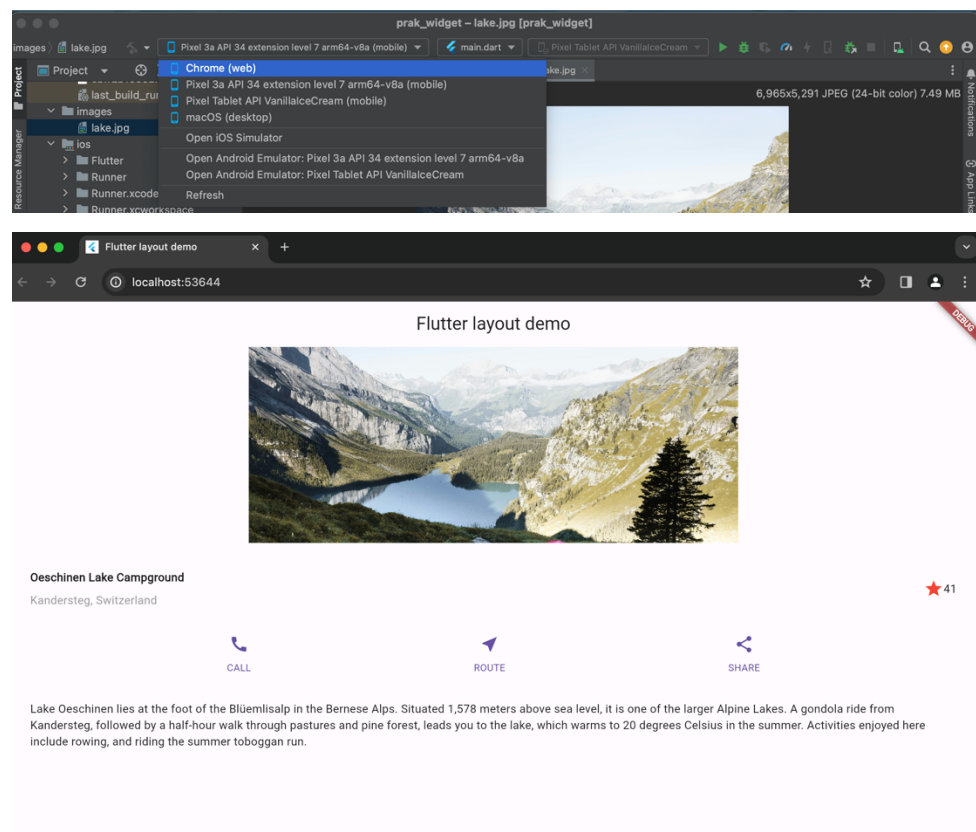 prak_widget – lake.jpg [prak_widget]
images lake.jpg Pixel 3a API 34 extension level 7 arm64-v8a (mobile) main.dart Pixel Tablet API VanillaIceCream
Project
Chrome (web)
Pixel 3a API 34 extension level 7 arm64-v8a (mobile)
Pixel Tablet API VanillaIceCream (mobile)
macOS (desktop)
Open iOS Simulator
Open Android Emulator: Pixel 3a API 34 extension level 7 arm64-v8a
Open Android Emulator: Pixel Tablet API VanillaIceCream
Refresh
Project
last_build_ru
images
lake.jpg
ios
Flutter
Runner
Runner.xcode
Runner.xcworkspace
Resource Manager
ake.jpg
6,965x5,291 JPEG (24-bit color) 7.49 MB
Notifications
App Links
Flutter layout demo
localhost:53644
DEBUG
Flutter layout demo
Oeschinen Lake Campground
Kandersteg, Switzerland
41
CALL ROUTE SHARE
Lake Oeschinen lies at the foot of the Blüemlisalp in the Bernese Alps. Situated 1,578 meters above sea level, it is one of the larger Alpine Lakes. A gondola ride from
Kandersteg, followed by a half-hour walk through pastures and pine forest, leads you to the lake, which warms to 20 degrees Celsius in the summer. Activities enjoyed here
include rowing, and riding the summer toboggan run.